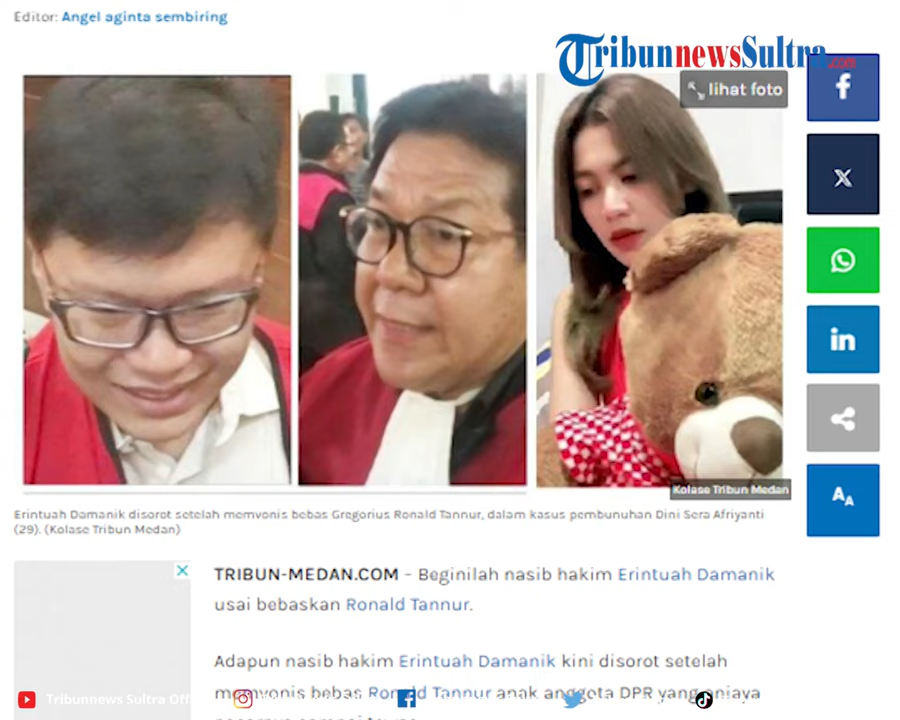 Editor: Angel aginta sembiring
TribunnewsSultra.com
lihat foto
Kolase Tribun Medan
Erintuah Damanik disorot setelah memvonis bebas Gregorius Ronald Tannur, dalam kasus pembunuhan Dini Sera Afriyanti
(29). (Kolase Tribun Medan)
TRIBUN-MEDAN.COM - Beginilah nasib hakim Erintuah Damanik
usai bebaskan Ronald Tannur.
Adapun nasib hakim Erintuah Damanik kini disorot setelah
memvonis bebas Ronald Tannur anak anggota DPR yang aniaya
Tribunnews Sultra Off